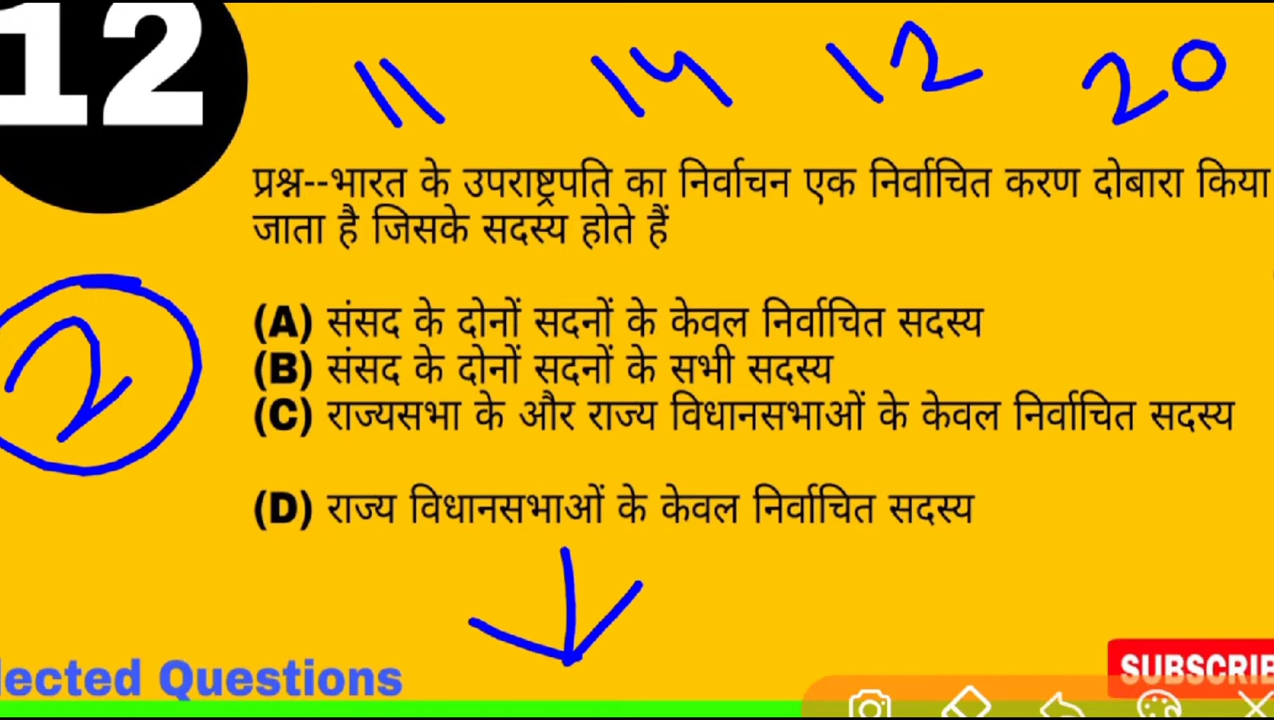 12
11 14 12 20
प्रश्न--भारत के उपराष्ट्रपति का निर्वाचन एक निर्वाचित करण दोबारा किया
जाता है जिसके सदस्य होते हैं
2
(A) संसद के दोनों सदनों के केवल निर्वाचित सदस्य
(B) संसद के दोनों सदनों के सभी सदस्य
(C) राज्यसभा के और राज्य विधानसभाओं के केवल निर्वाचित सदस्य
(D) राज्य विधानसभाओं के केवल निर्वाचित सदस्य
lected Questions
SUBSCRIB